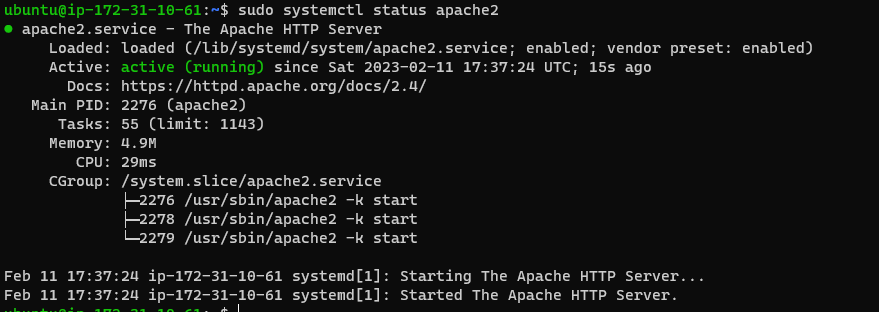 ubuntu@ip-172-31-10-61:~$ sudo systemctl status apache2
● apache2.service - The Apache HTTP Server
     Loaded: loaded (/lib/systemd/system/apache2.service; enabled; vendor preset: enabled)
     Active: active (running) since Sat 2023-02-11 17:37:24 UTC; 15s ago
       Docs: https://httpd.apache.org/docs/2.4/
   Main PID: 2276 (apache2)
      Tasks: 55 (limit: 1143)
     Memory: 4.9M
        CPU: 29ms
     CGroup: /system.slice/apache2.service
             ├─2276 /usr/sbin/apache2 -k start
             ├─2278 /usr/sbin/apache2 -k start
             └─2279 /usr/sbin/apache2 -k start

Feb 11 17:37:24 ip-172-31-10-61 systemd[1]: Starting The Apache HTTP Server...
Feb 11 17:37:24 ip-172-31-10-61 systemd[1]: Started The Apache HTTP Server.
ubuntu@ip-172-31-10-61:~$